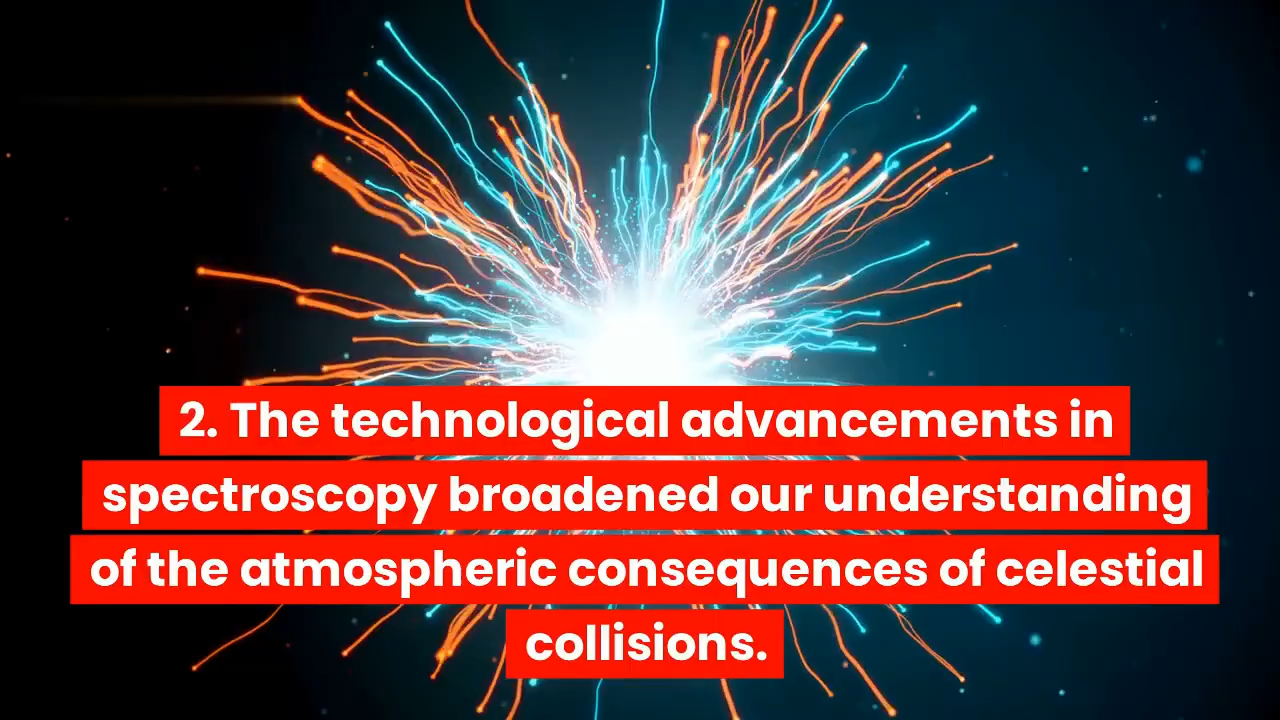 2. The technological advancements in
spectroscopy broadened our understanding
of the atmospheric consequences of celestial
collisions.